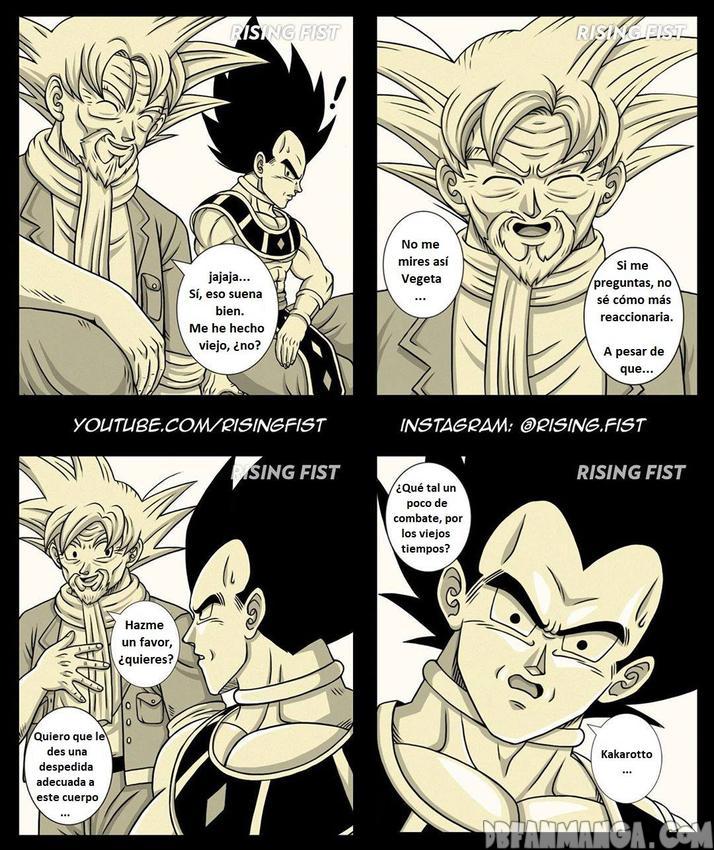 RISING FIST
RISING FIST
jajaja...
Sí, eso suena
bien.
Me he hecho
viejo, ¿no?
!
No me
mires así
Vegeta
...
Si me
preguntas, no
sé cómo más
reaccionaria.
A pesar de
que...
YOUTUBE.COM/RISINGFIST
INSTAGRAM: @RISING.FIST
RISING FIST
RISING FIST
Hazme
un favor,
¿quieres?
Quiero que le
des una
despedida
adecuada a
este cuerpo
...
¿Qué tal un
poco de
combate, por
los viejos
tiempos?
Kakarotto
...
DBFANMANGA.COM